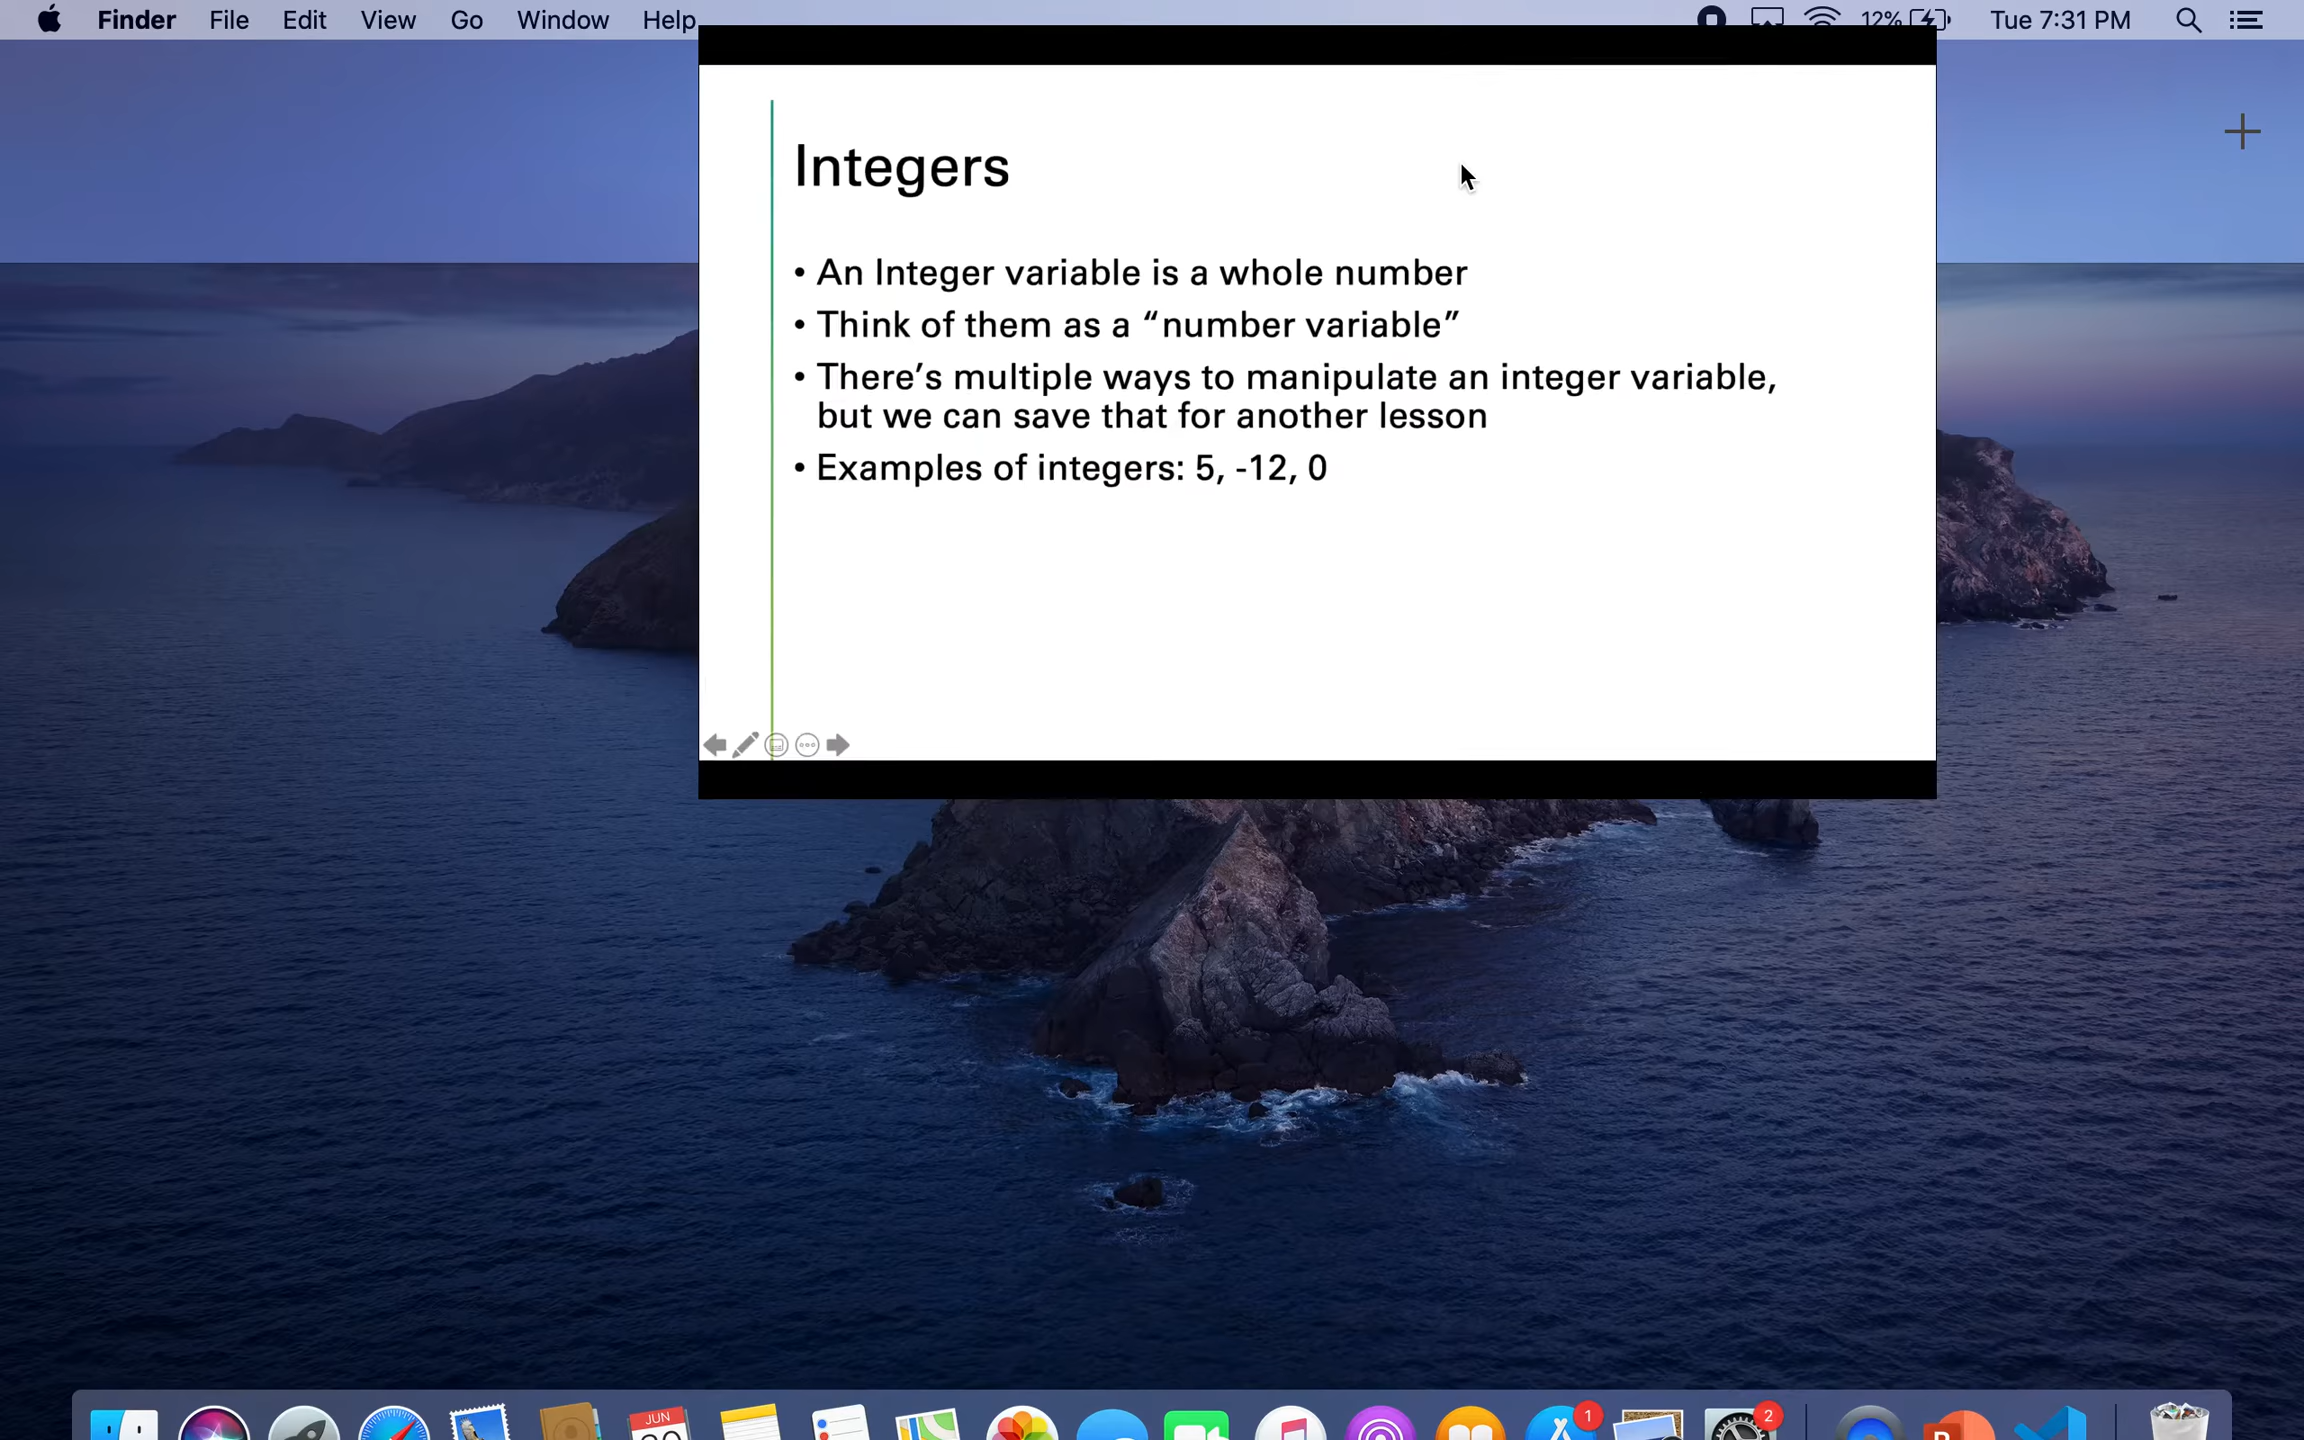 Finder File Edit View Go Window Help
12% Tue 7:31 PM
Integers
• An Integer variable is a whole number
• Think of them as a “number variable”
• There’s multiple ways to manipulate an integer variable,
but we can save that for another lesson
• Examples of integers: 5, -12, 0
JUN
1
2